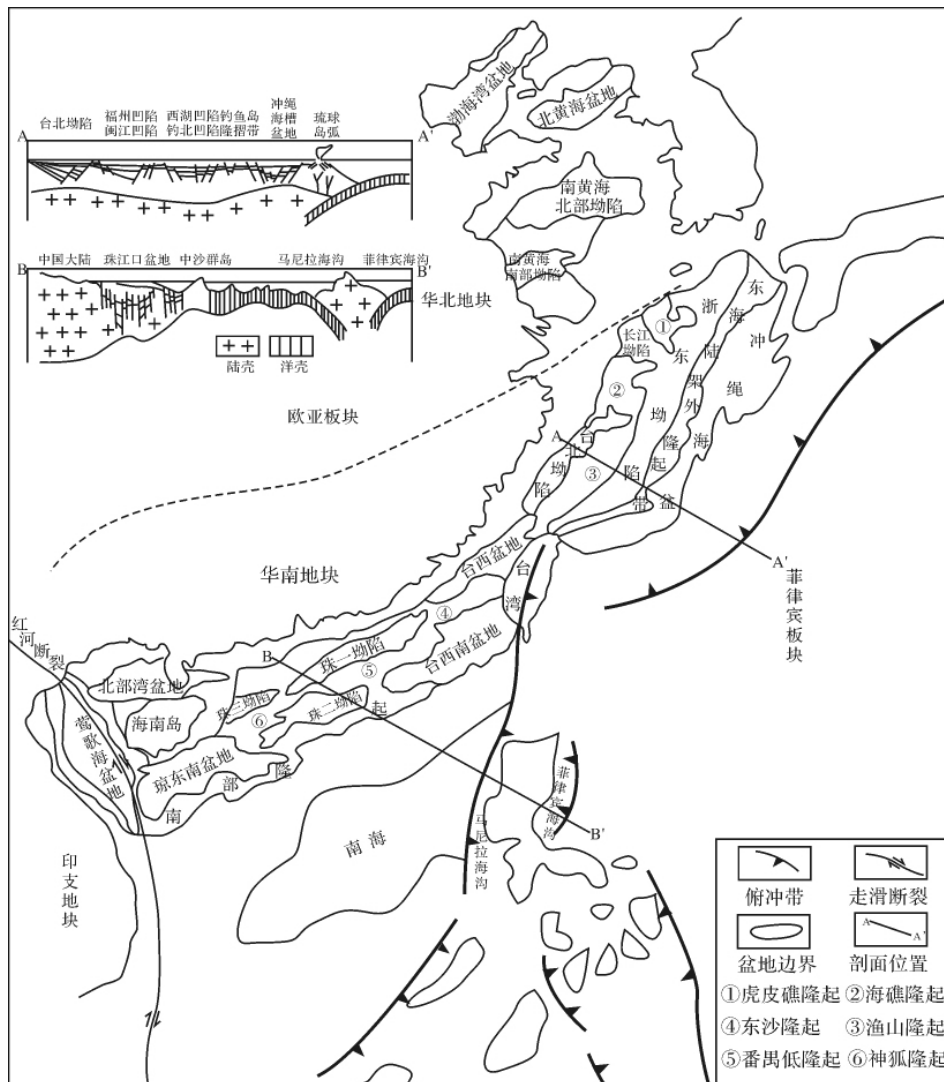 台北坳陷
福州凹陷
闽江凹陷
西湖凹陷钓鱼岛
钓北凹陷隆摺带
冲绳
海槽
盆地
琉球
岛弧
A
A'
中国大陆
珠江口盆地
中沙群岛
马尼拉海沟
菲律宾海沟
B
B'
陆壳
洋壳
渤海湾盆地
北黄海盆地
南黄海
北部坳陷
南黄海
南部坳陷
华北地块
欧亚板块
华南地块
①
长江
坳陷
②
③
浙东坳陷
东海陆架外隆起带
冲绳海盆
台北坳陷
A
A'
菲律宾板块
台西盆地
台湾
④
台西南盆地
珠一坳陷
⑤
B
珠三坳陷
⑥
珠二坳陷
红河断裂
北部湾盆地
海南岛
莺歌海盆地
琼东南盆地
南部隆起
南海
马尼拉海沟
菲律宾海沟
B'
印支地块
俯冲带
走滑断裂
A
A'
盆地边界
剖面位置
①虎皮礁隆起 ②海礁隆起
④东沙隆起 ③渔山隆起
⑤番禺低隆起 ⑥神狐隆起